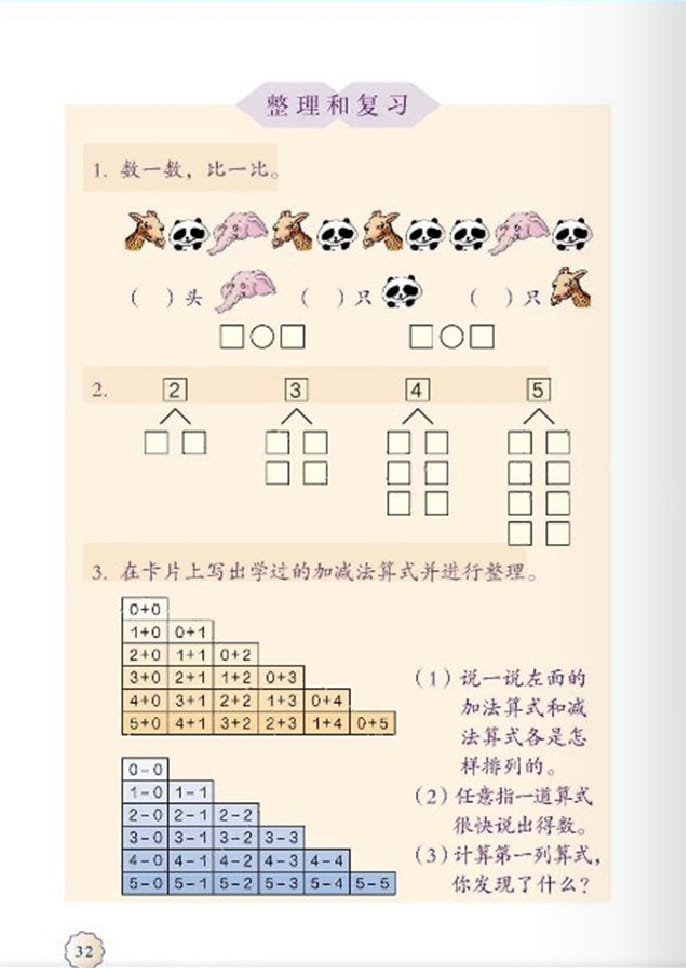 整理和复习
1. 数一数，比一比。
（ ）头 （ ）只 （ ）只
□○□ □○□
2. 2 3 4 5
3. 在卡片上写出学过的加减法算式并进行整理。
0+0
1+0 0+1
2+0 1+1 0+2
3+0 2+1 1+2 0+3
4+0 3+1 2+2 1+3 0+4
5+0 4+1 3+2 2+3 1+4 0+5
（1）说一说左面的
加法算式和减
法算式各是怎
样排列的。
（2）任意指一道算式
很快说出得数。
（3）计算第一列算式，
你发现了什么？
0-0
1-0 1-1
2-0 2-1 2-2
3-0 3-1 3-2 3-3
4-0 4-1 4-2 4-3 4-4
5-0 5-1 5-2 5-3 5-4 5-5
32